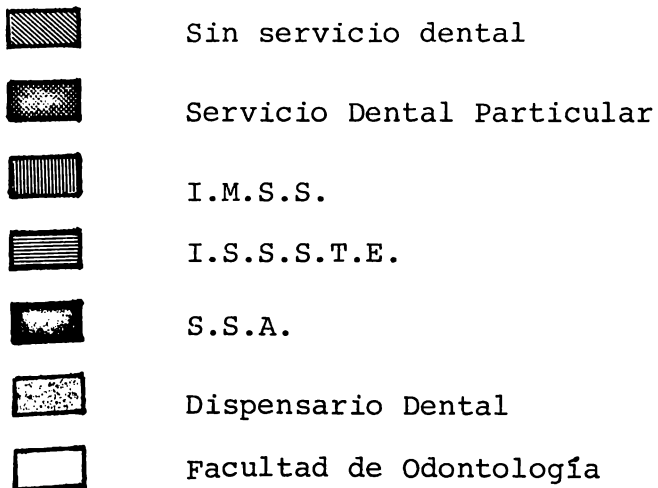 Sin servicio dental
Servicio Dental Particular
I.M.S.S.
I.S.S.S.T.E.
S.S.A.
Dispensario Dental
Facultad de Odontología